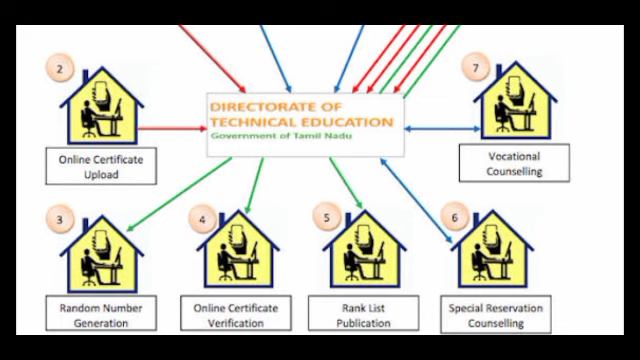 2
7
DIRECTORATE OF
TECHNICAL EDUCATION
Government of Tamil Nadu
Online Certificate
Upload
Vocational
Counselling
3
4
5
6
Random Number
Generation
Online Certificate
Verification
Rank List
Publication
Special Reservation
Counselling